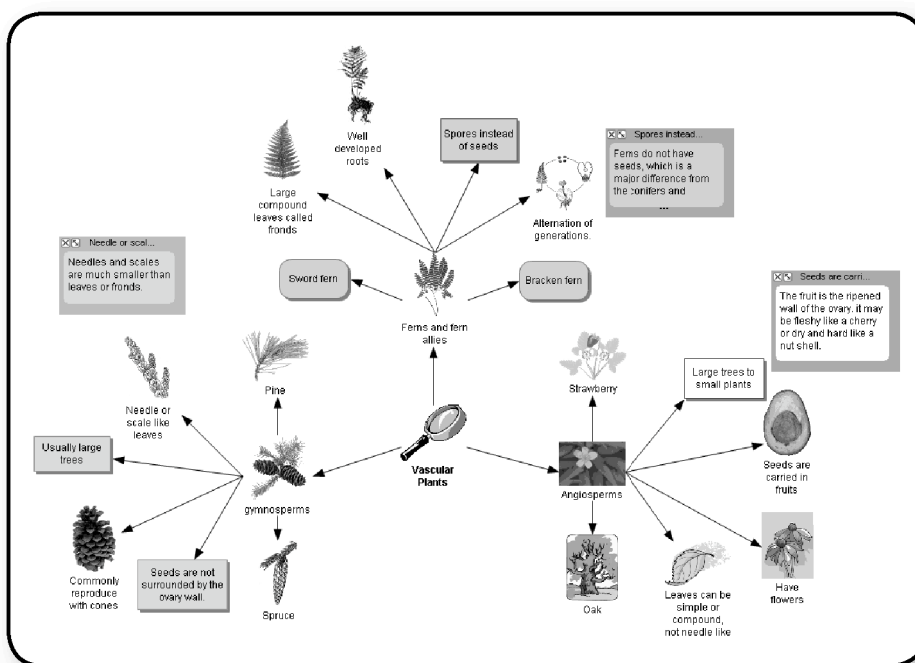 Well
developed
roots
Spores instead
of seeds
Spores instead...
Ferns do not have
seeds, which is a
major difference from
the conifers and
...
Large
compound
leaves called
fronds
Alternation of
generations.
Needle or scal...
Needles and scales
are much smaller than
leaves or fronds.
Sword fern
Bracken fern
Ferns and fern
allies
Seeds are carri...
The fruit is the ripened
wall of the ovary. it may
be fleshy like a cherry
or dry and hard like a
nut shell.
Pine
Strawberry
Large trees to
small plants
Needle or
scale like
leaves
Usually large
trees
Vascular
Plants
Seeds are
carried in
fruits
gymnosperms
Angiosperms
Commonly
reproduce
with cones
Seeds are not
surrounded by the
ovary wall.
Spruce
Oak
Leaves can be
simple or
compound,
not needle like
Have
flowers